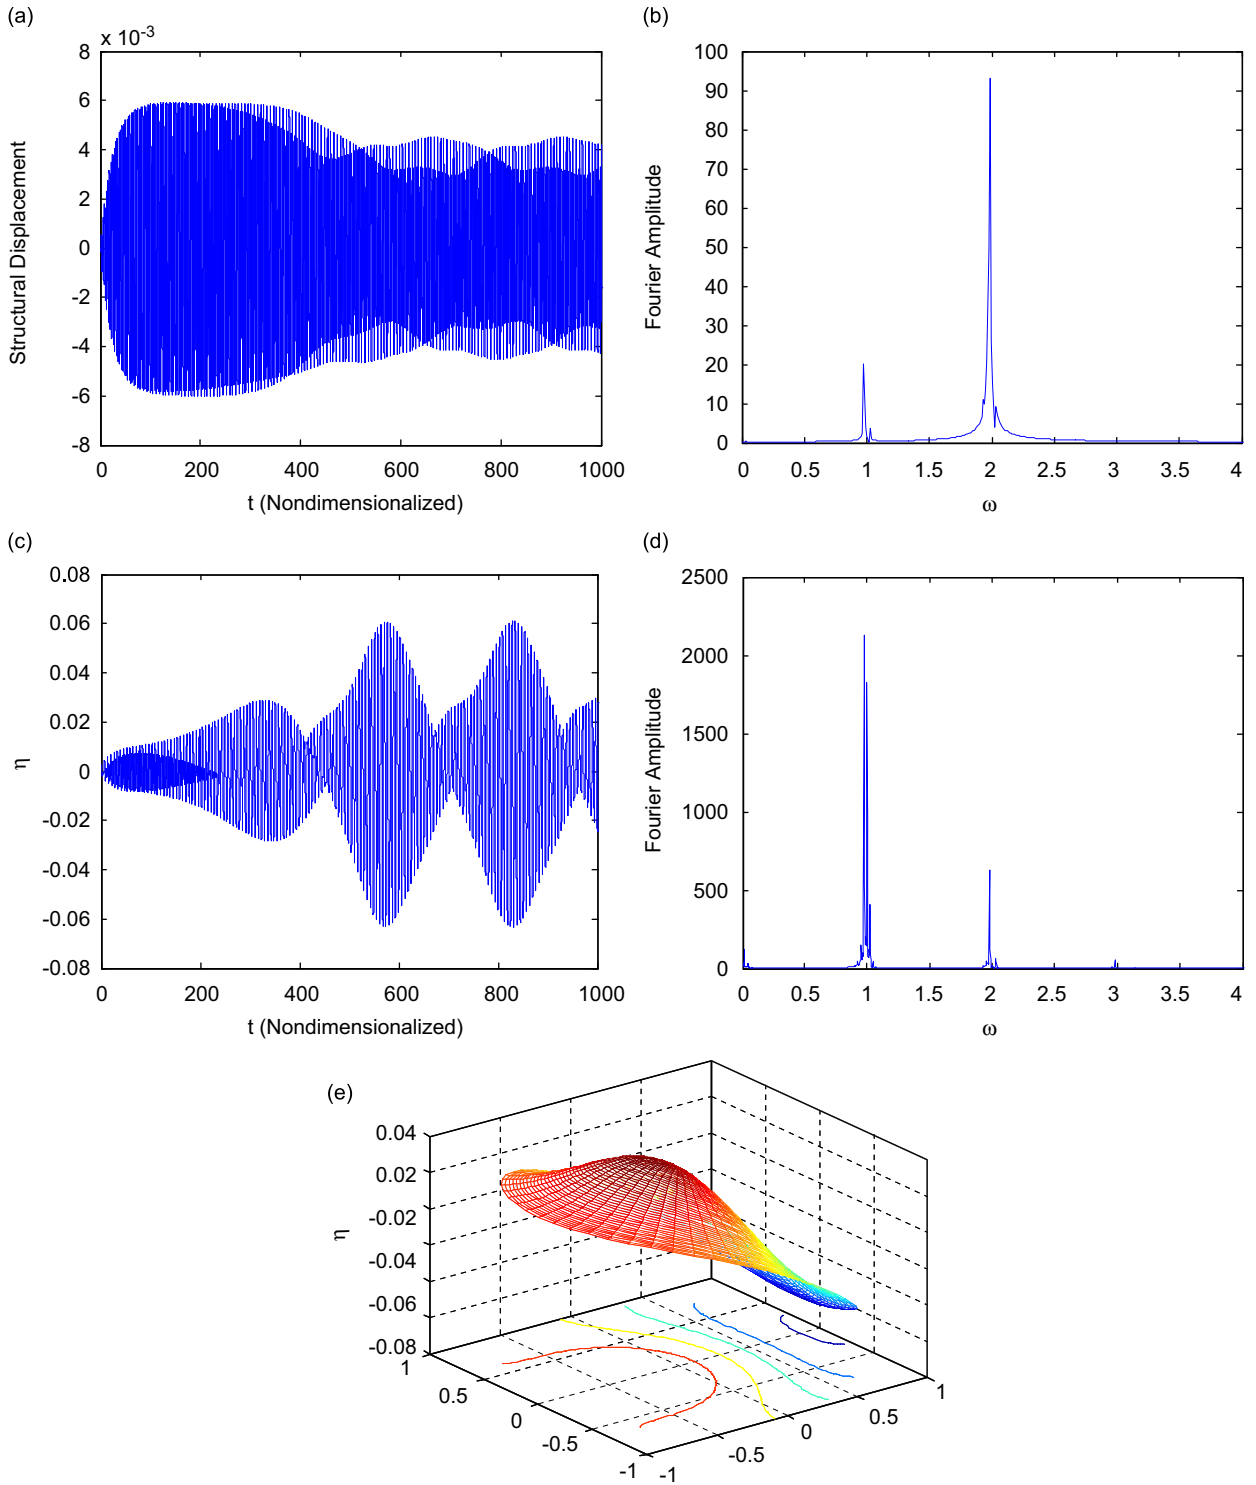 (a)
x 10-3
8
6
4
2
0
-2
-4
-6
-8
Structural Displacement
0 200 400 600 800 1000
t (Nondimensionalized)
(b)
100
90
80
70
60
50
40
30
20
10
0
Fourier Amplitude
0 0.5 1 1.5 2 2.5 3 3.5 4
ω
(c)
0.08
0.06
0.04
0.02
0
-0.02
-0.04
-0.06
-0.08
η
0 200 400 600 800 1000
t (Nondimensionalized)
(d)
2500
2000
1500
1000
500
0
Fourier Amplitude
0 0.5 1 1.5 2 2.5 3 3.5 4
ω
(e)
0.04
0.02
-0.02
-0.04
-0.06
-0.08
η
1
0.5
0
-0.5
-1
-1
-0.5
0
0.5
1